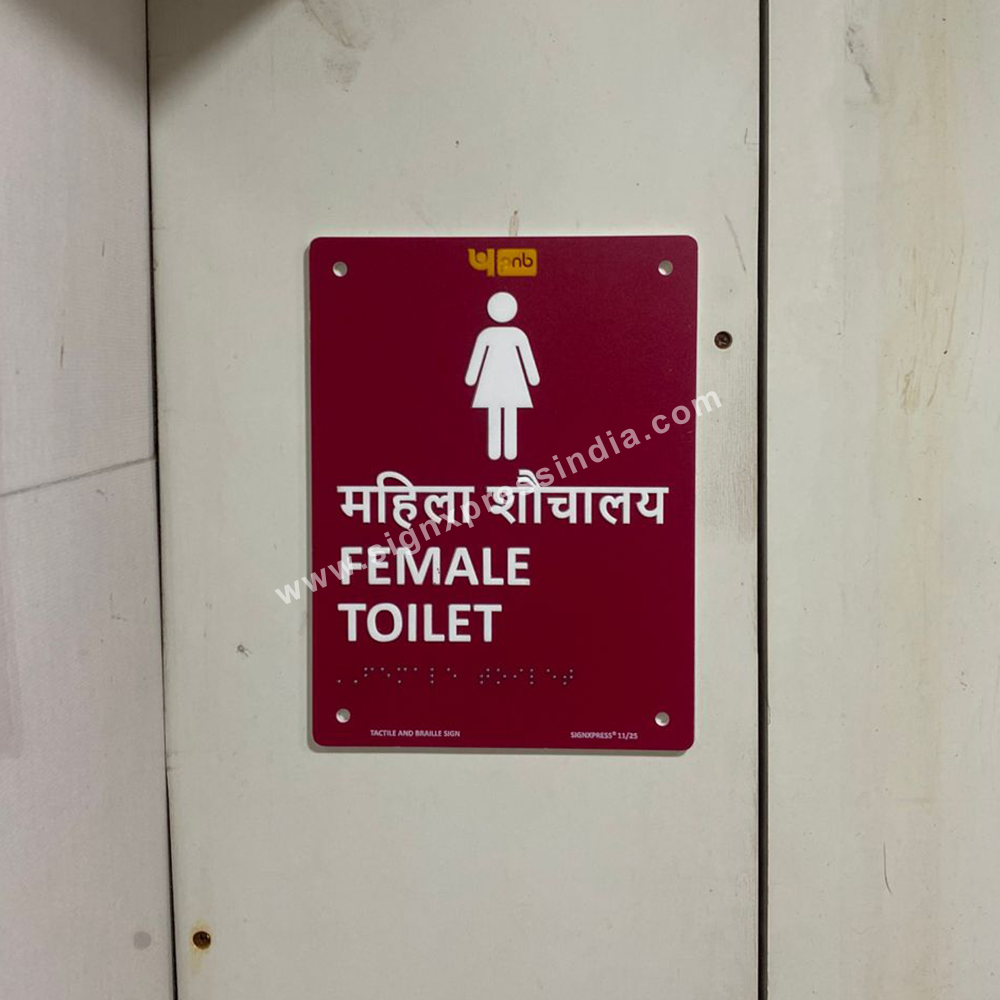 pnb
महिला शौचालय
FEMALE
TOILET
⠠⠠⠋⠑⠍⠁⠇⠑ ⠞⠕⠊⠇⠑⠞
TACTILE AND BRAILLE SIGN
SIGNXPRESS® 11/25
www.signxpressindia.com